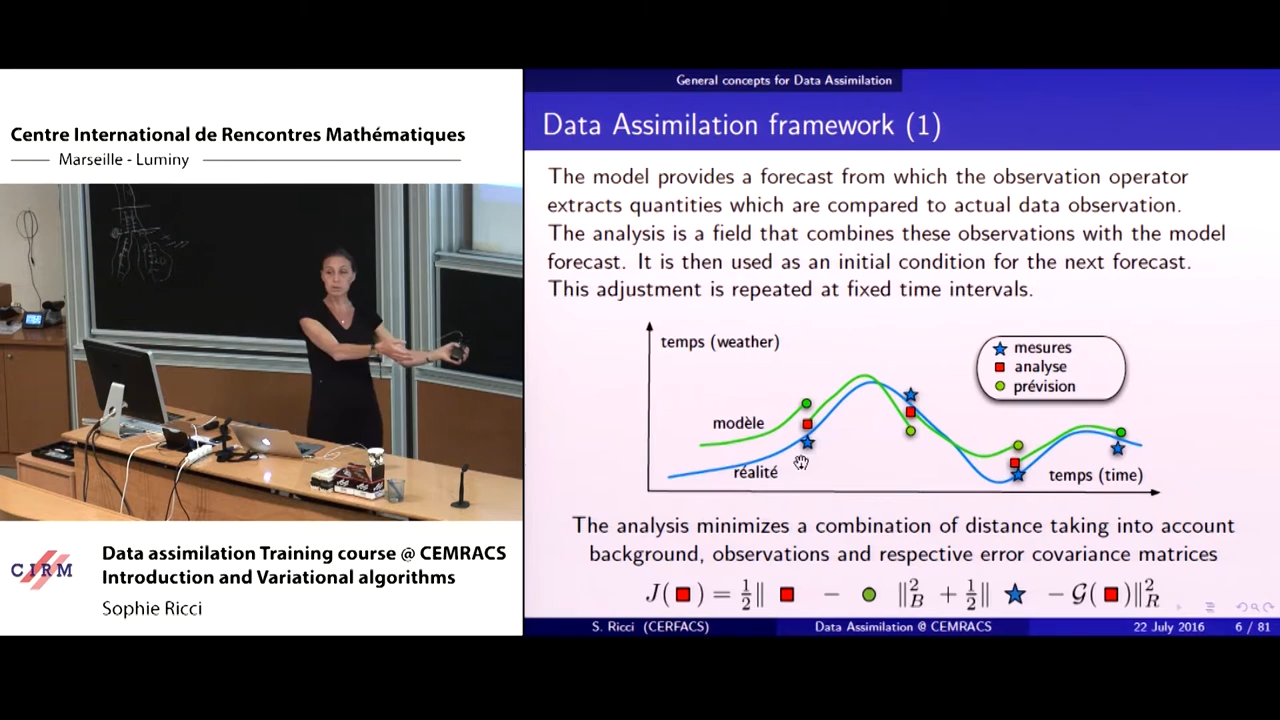 Centre International de Rencontres Mathématiques
Marseille - Luminy
CIRM
Data assimilation Training course @ CEMRACS
Introduction and Variational algorithms
Sophie Ricci
General concepts for Data Assimilation
Data Assimilation framework (1)
The model provides a forecast from which the observation operator
extracts quantities which are compared to actual data observation.
The analysis is a field that combines these observations with the model
forecast. It is then used as an initial condition for the next forecast.
This adjustment is repeated at fixed time intervals.
temps (weather)
mesures
analyse
prévision
modèle
réalité
temps (time)
The analysis minimizes a combination of distance taking into account
background, observations and respective error covariance matrices
J(■) = ½‖ ■ − ● ‖²_B + ½‖ ★ − 𝒢(■)‖²_R
S. Ricci (CERFACS) Data Assimilation @ CEMRACS 22 July 2016 6 / 81